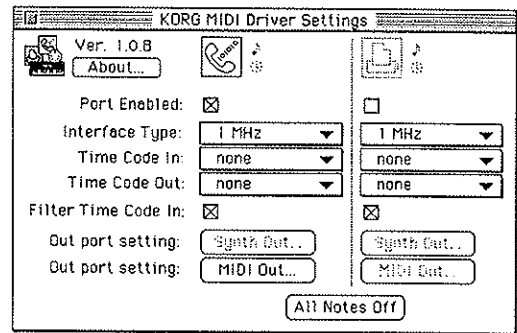 KORG MIDI Driver Settings
Ver. 1.0.8
About...
Port Enabled:
Interface Type: 1 MHz 1 MHz
Time Code In: none none
Time Code Out: none none
Filter Time Code In:
Out port setting: Synth Out.. Synth Out..
Out port setting: MIDI Out... MIDI Out..
All Notes Off